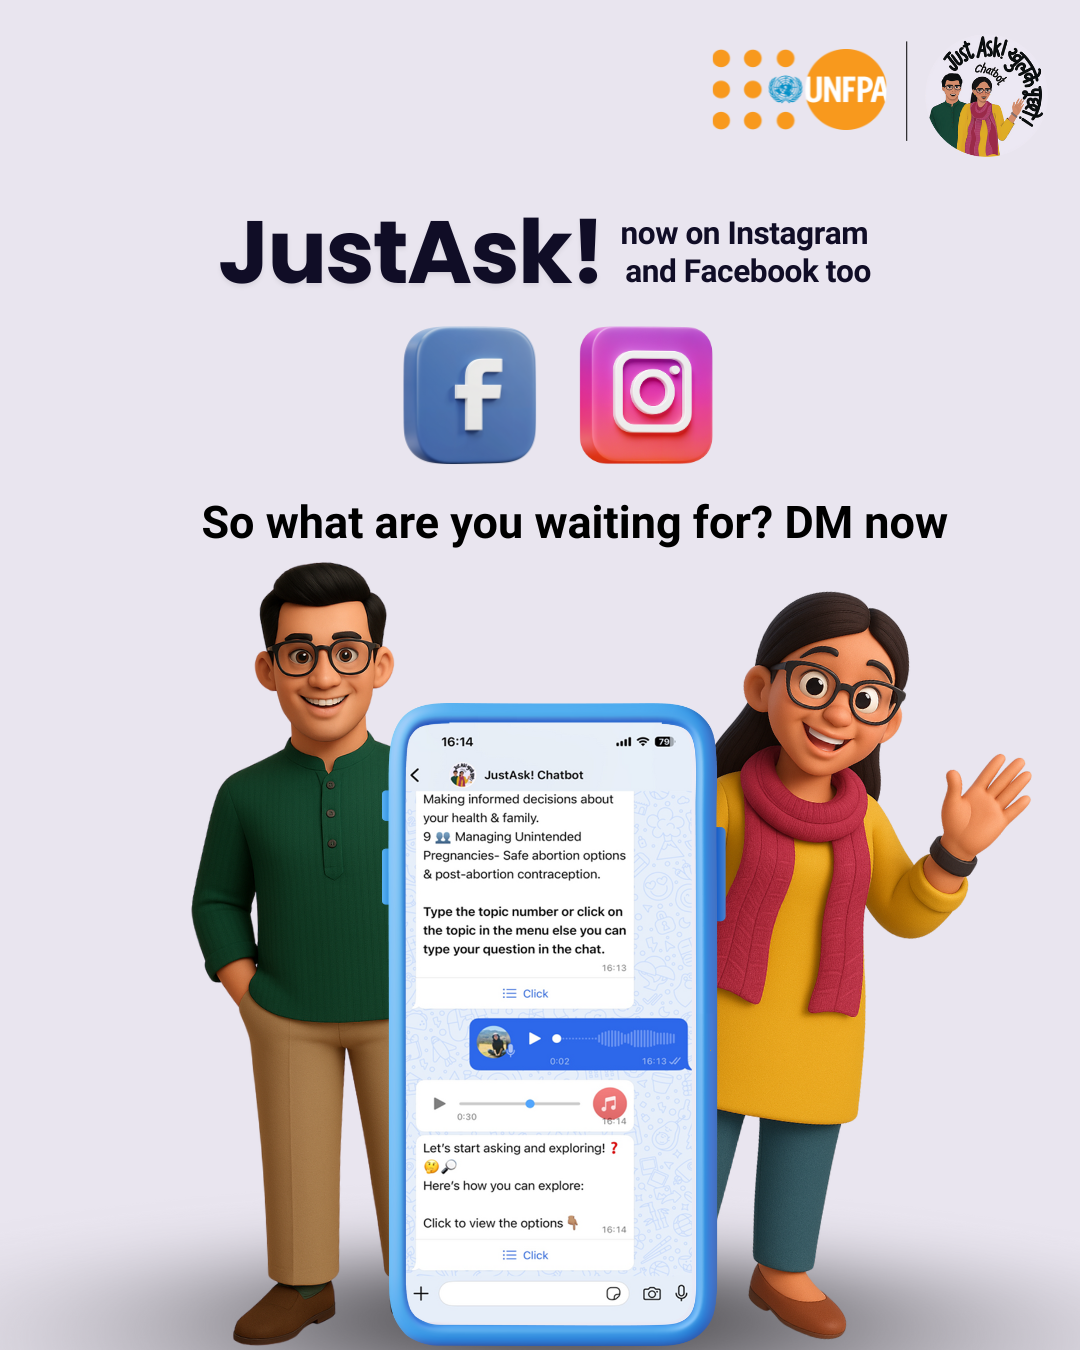 UNFPA
Just Ask! खुलके पूछो!
Chatbot
JustAsk!
now on Instagram
and Facebook too
So what are you waiting for? DM now
16:14
79
JustAsk! Chatbot
Making informed decisions about
your health & family.
9 👥 Managing Unintended
Pregnancies- Safe abortion options
& post-abortion contraception.
Type the topic number or click on
the topic in the menu else you can
type your question in the chat.
16:13
Click
0:02
16:13
0:30
16:14
Let's start asking and exploring! ❓
🤔🔎
Here's how you can explore:
Click to view the options 👇🏽
16:14
Click